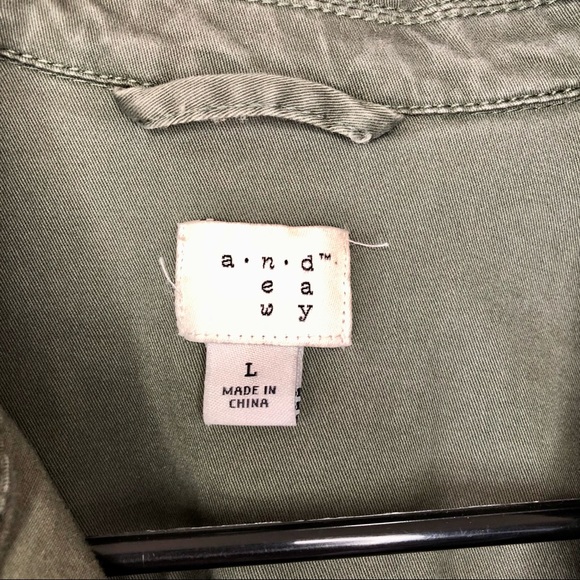 a · n · d™
e a
w y
L
MADE IN
CHINA